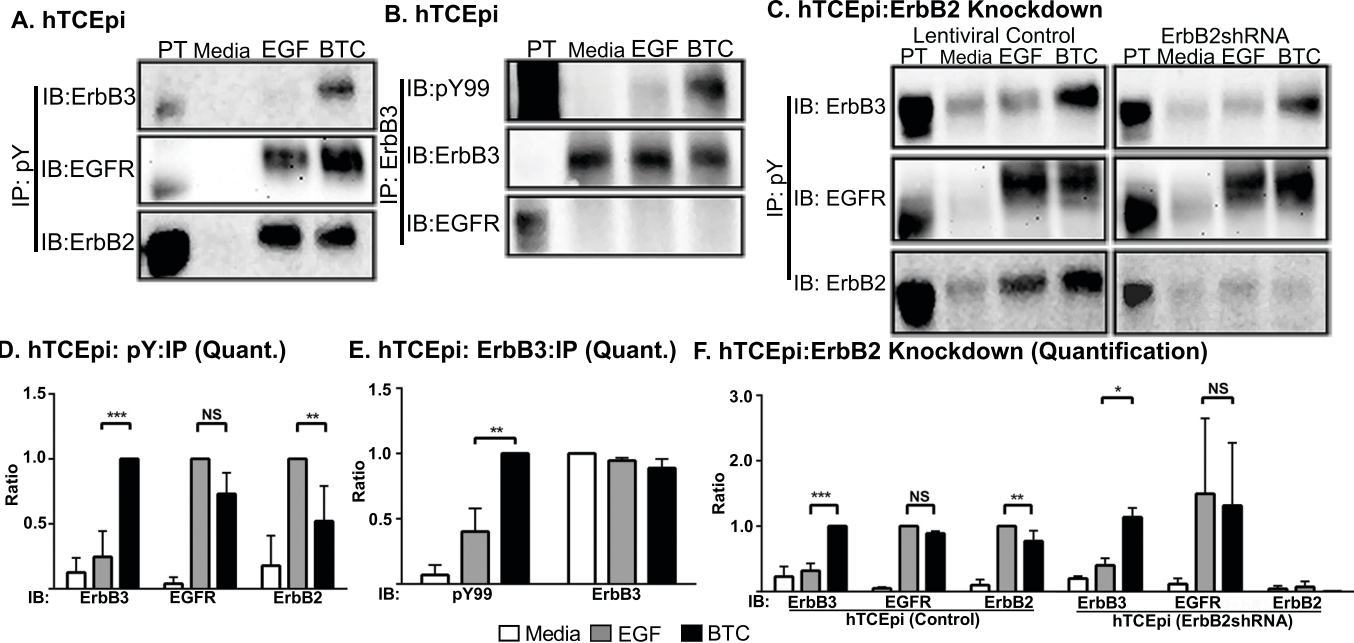 A. hTCEpi
PT Media EGF BTC
IP: pY
IB:ErbB3
IB:EGFR
IB:ErbB2
B. hTCEpi
PT Media EGF BTC
IP: ErbB3
IB:pY99
IB:ErbB3
IB:EGFR
C. hTCEpi:ErbB2 Knockdown
Lentiviral Control ErbB2shRNA
PT Media EGF BTC PT Media EGF BTC
IP: pY
IB: ErbB3
IB: EGFR
IB: ErbB2
D. hTCEpi: pY:IP (Quant.)
Ratio
1.5
1.0
0.5
*** NS **
IB: ErbB3 EGFR ErbB2
E. hTCEpi: ErbB3:IP (Quant.)
Ratio
1.5
1.0
0.5
**
IB: pY99 ErbB3
F. hTCEpi:ErbB2 Knockdown (Quantification)
Ratio
3.0
2.0
1.0
*** NS ** * NS
IB: ErbB3 EGFR ErbB2 ErbB3 EGFR ErbB2
hTCEpi (Control) hTCEpi (ErbB2shRNA)
Media EGF BTC